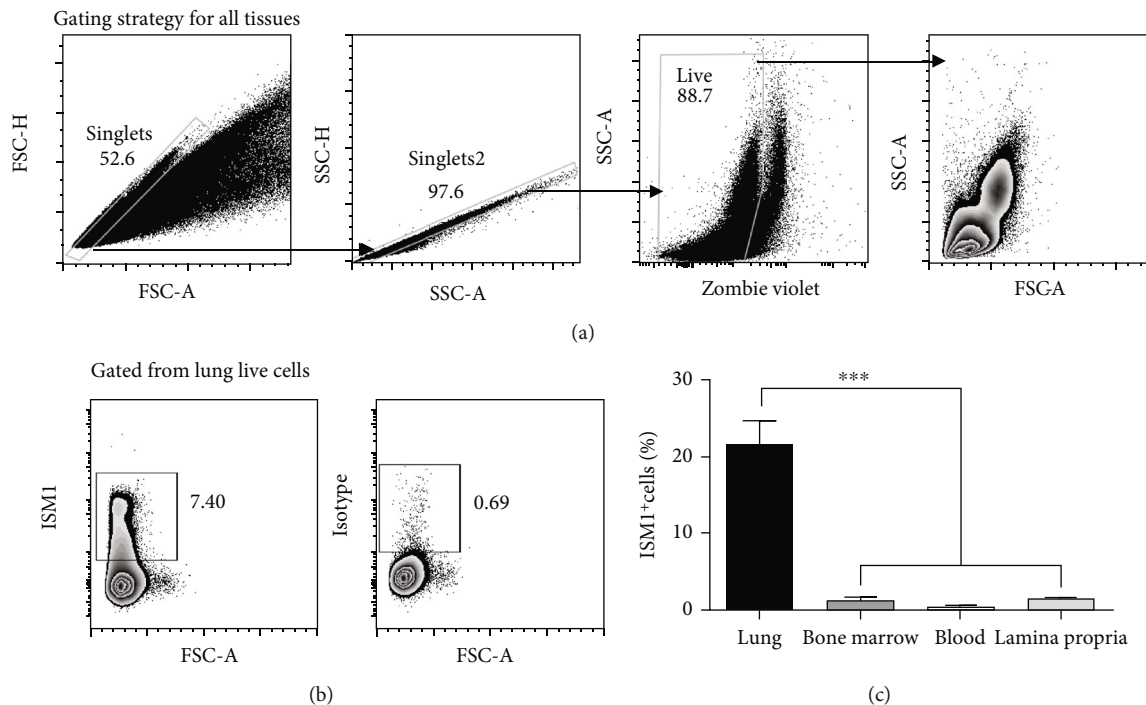 Gating strategy for all tissues
FSC-H
Singlets
52.6
FSC-A
SSC-H
Singlets2
97.6
SSC-A
SSC-A
Live
88.7
Zombie violet
SSC-A
FSC-A
(a)
Gated from lung live cells
ISM1
7.40
FSC-A
Isotype
0.69
FSC-A
(b)
ISM1+cells (%)
30
20
10
0
***
Lung
Bone marrow
Blood
Lamina propria
(c)